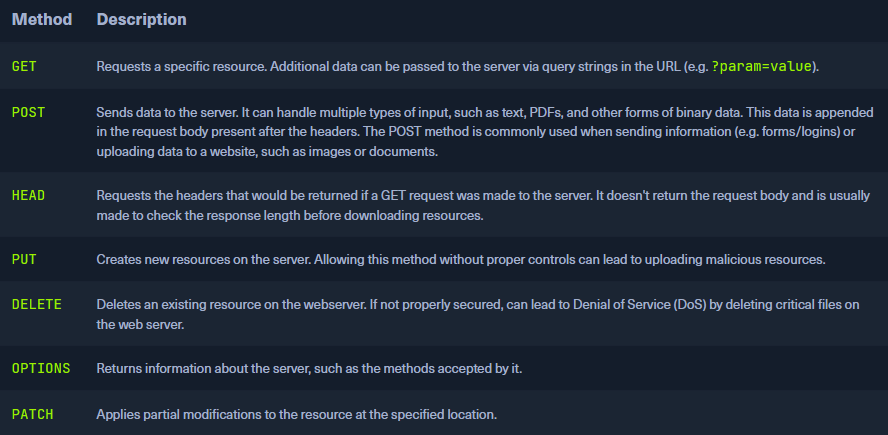 Method Description
GET Requests a specific resource. Additional data can be passed to the server via query strings in the URL (e.g. ?param=value).
POST Sends data to the server. It can handle multiple types of input, such as text, PDFs, and other forms of binary data. This data is appended
in the request body present after the headers. The POST method is commonly used when sending information (e.g. forms/logins) or
uploading data to a website, such as images or documents.
HEAD Requests the headers that would be returned if a GET request was made to the server. It doesn't return the request body and is usually
made to check the response length before downloading resources.
PUT Creates new resources on the server. Allowing this method without proper controls can lead to uploading malicious resources.
DELETE Deletes an existing resource on the webserver. If not properly secured, can lead to Denial of Service (DoS) by deleting critical files on
the web server.
OPTIONS Returns information about the server, such as the methods accepted by it.
PATCH Applies partial modifications to the resource at the specified location.